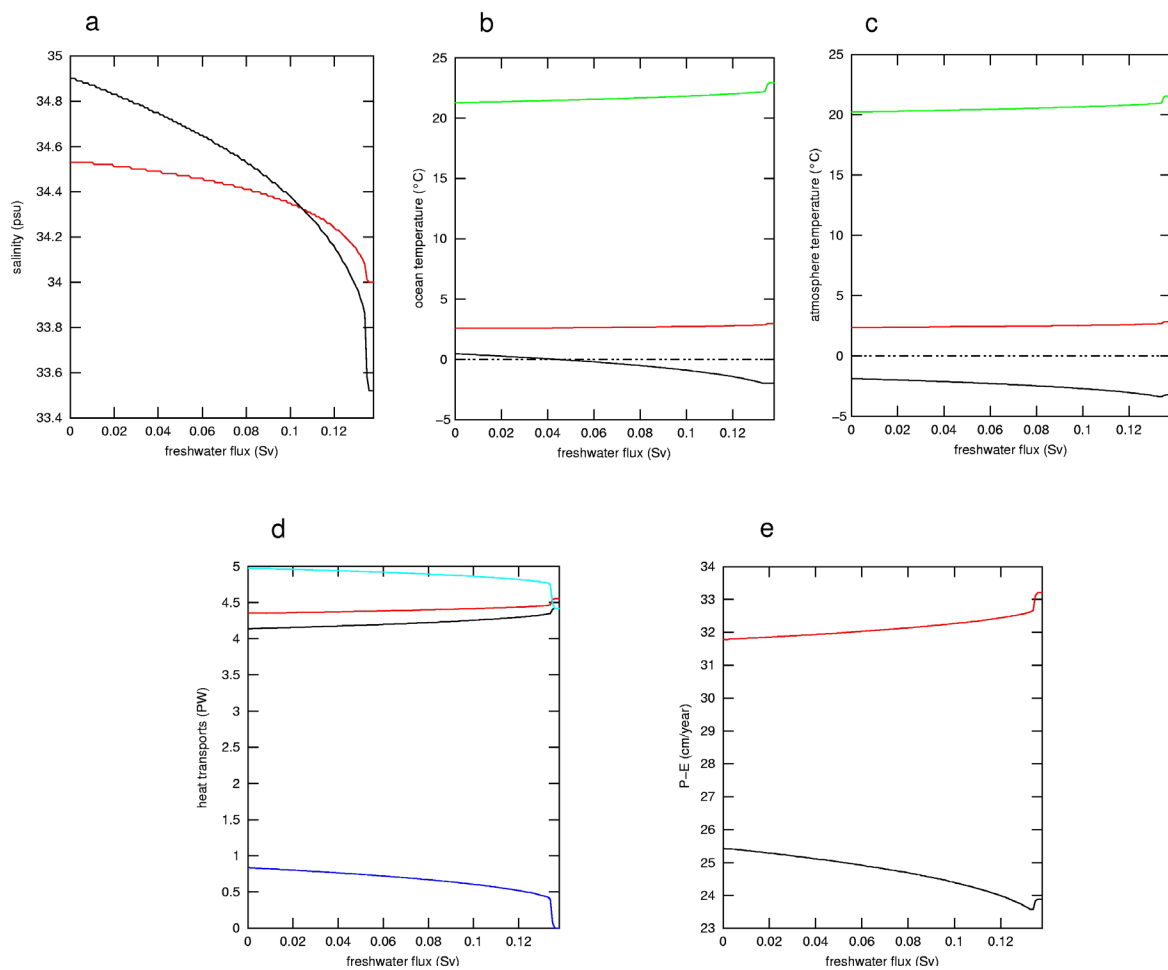 a
35
34.8
34.6
34.4
34.2
34
33.8
33.6
33.4
salinity (psu)
0 0.02 0.04 0.06 0.08 0.1 0.12
freshwater flux (Sv)
b
25
20
15
10
5
0
−5
ocean temperature (°C)
0 0.02 0.04 0.06 0.08 0.1 0.12
freshwater flux (Sv)
c
25
20
15
10
5
0
−5
atmosphere temperature (°C)
0 0.02 0.04 0.06 0.08 0.1 0.12
freshwater flux (Sv)
d
5
4.5
4
3.5
3
2.5
2
1.5
1
0.5
0
heat transports (PW)
0 0.02 0.04 0.06 0.08 0.1 0.12
freshwater flux (Sv)
e
34
33
32
31
30
29
28
27
26
25
24
23
P−E (cm/year)
0 0.02 0.04 0.06 0.08 0.1 0.12
freshwater flux (Sv)